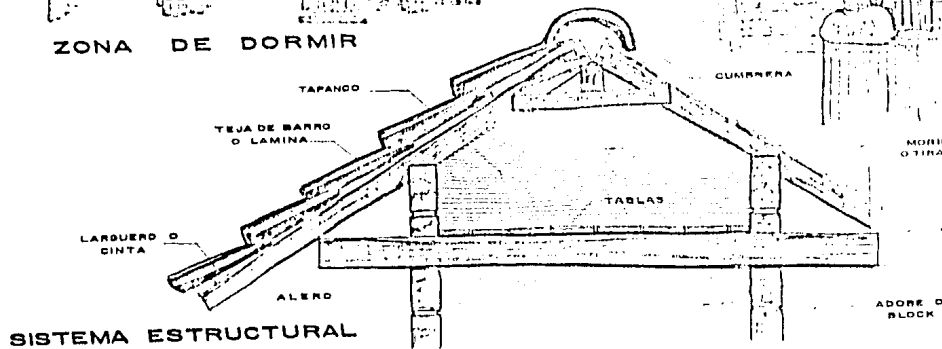 ZONA DE DORMIR
CUMBRERA
TAPANCO
TEJA DE BARRO
O LAMINA
TABLAS
LARGUERO O
CINTA
ALERO
ADOBE O
BLOCK
SISTEMA ESTRUCTURAL